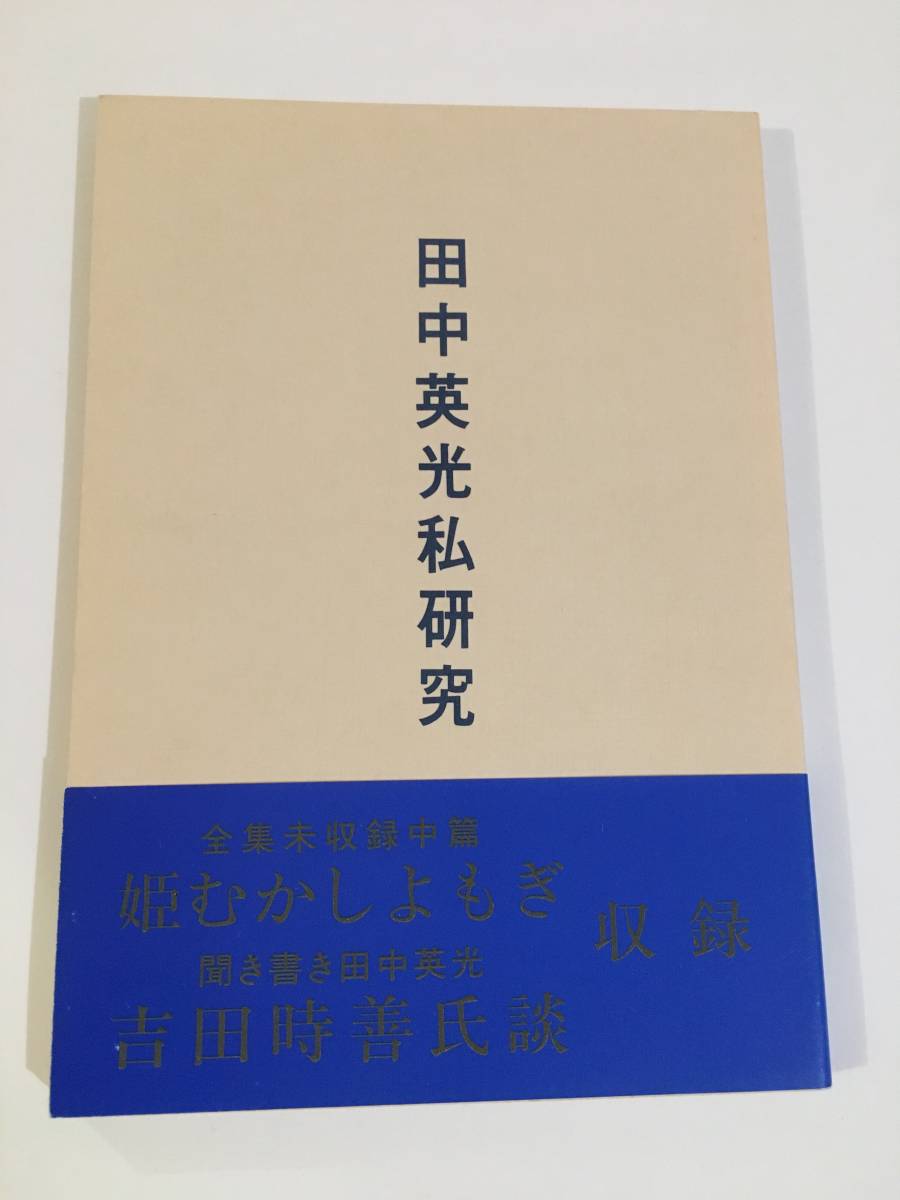 田中英光私研究
全集未収録中篇
姫むかしよもぎ
聞き書き田中英光
吉田時善氏談
収録